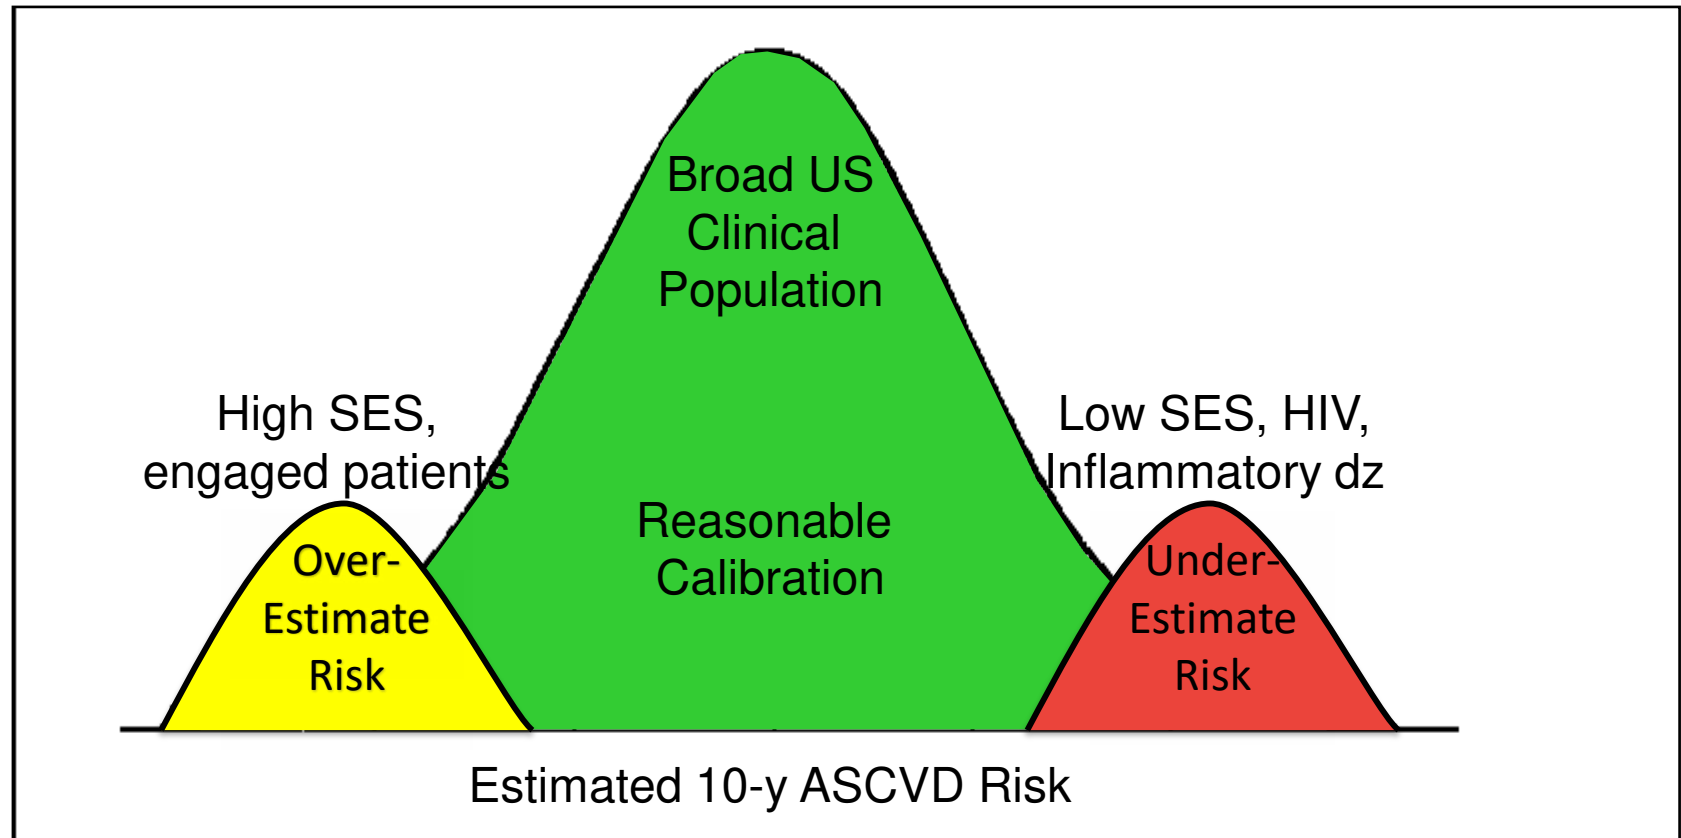 Broad US
Clinical
Population
High SES,
engaged patients
Low SES, HIV,
Inflammatory dz
Reasonable
Calibration
Over-
Estimate
Risk
Under-
Estimate
Risk
Estimated 10-y ASCVD Risk